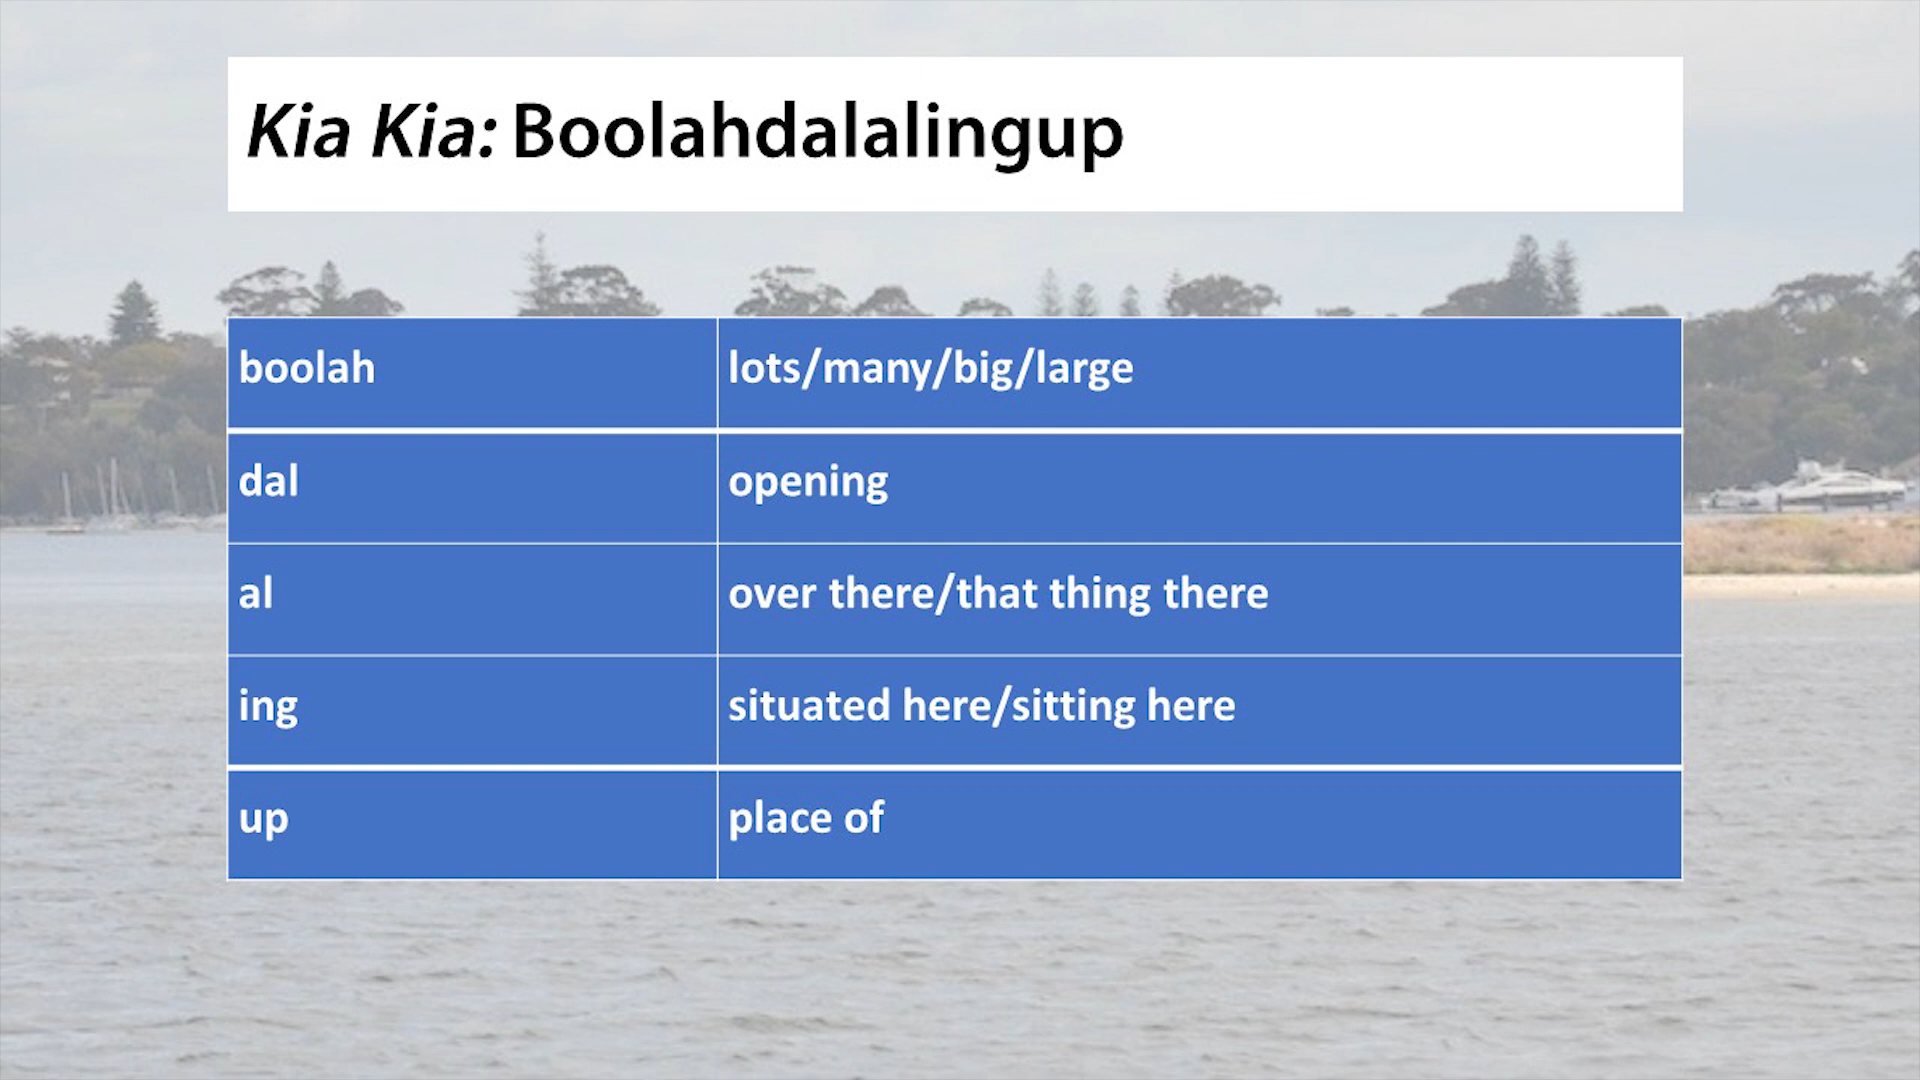 Kia Kia: Boolahdalalingup
boolah lots/many/big/large
dal opening
al over there/that thing there
ing situated here/sitting here
up place of